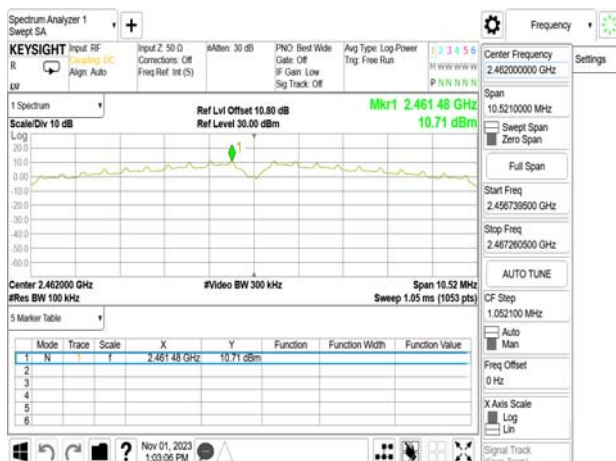 Spectrum Analyzer 1
Swept SA
Frequency
KEYSIGHT
R
LXI
Input: RF
Coupling: DC
Align: Auto
Input Z: 50 Ω
Corrections: Off
Freq Ref: Int (S)
#Atten: 30 dB
PNO: Best Wide
Gate: Off
IF Gain: Low
Sig Track: Off
Avg Type: Log-Power
Trig: Free Run
1 2 3 4 5 6
M W W W W W
P N N N N N
Center Frequency
2.462000000 GHz
Settings
Span
10.5210000 MHz
Swept Span
Zero Span
Full Span
Start Freq
2.456739500 GHz
Stop Freq
2.467260500 GHz
AUTO TUNE
CF Step
1.052100 MHz
Auto
Man
Freq Offset
0 Hz
X Axis Scale
Log
Lin
Signal Track
1 Spectrum
Scale/Div 10 dB
Ref Lvl Offset 10.80 dB
Ref Level 30.00 dBm
Mkr1 2.461 48 GHz
10.71 dBm
Log
20.0
10.0
0.00
-10.0
-20.0
-30.0
-40.0
-50.0
-60.0
1
Center 2.462000 GHz
#Res BW 100 kHz
#Video BW 300 kHz
Span 10.52 MHz
Sweep 1.05 ms (1053 pts)
5 Marker Table
Mode Trace Scale X Y Function Function Width Function Value
1 N 1 f 2.461 48 GHz 10.71 dBm
2
3
4
5
6
?
Nov 01, 2023
1:03:06 PM